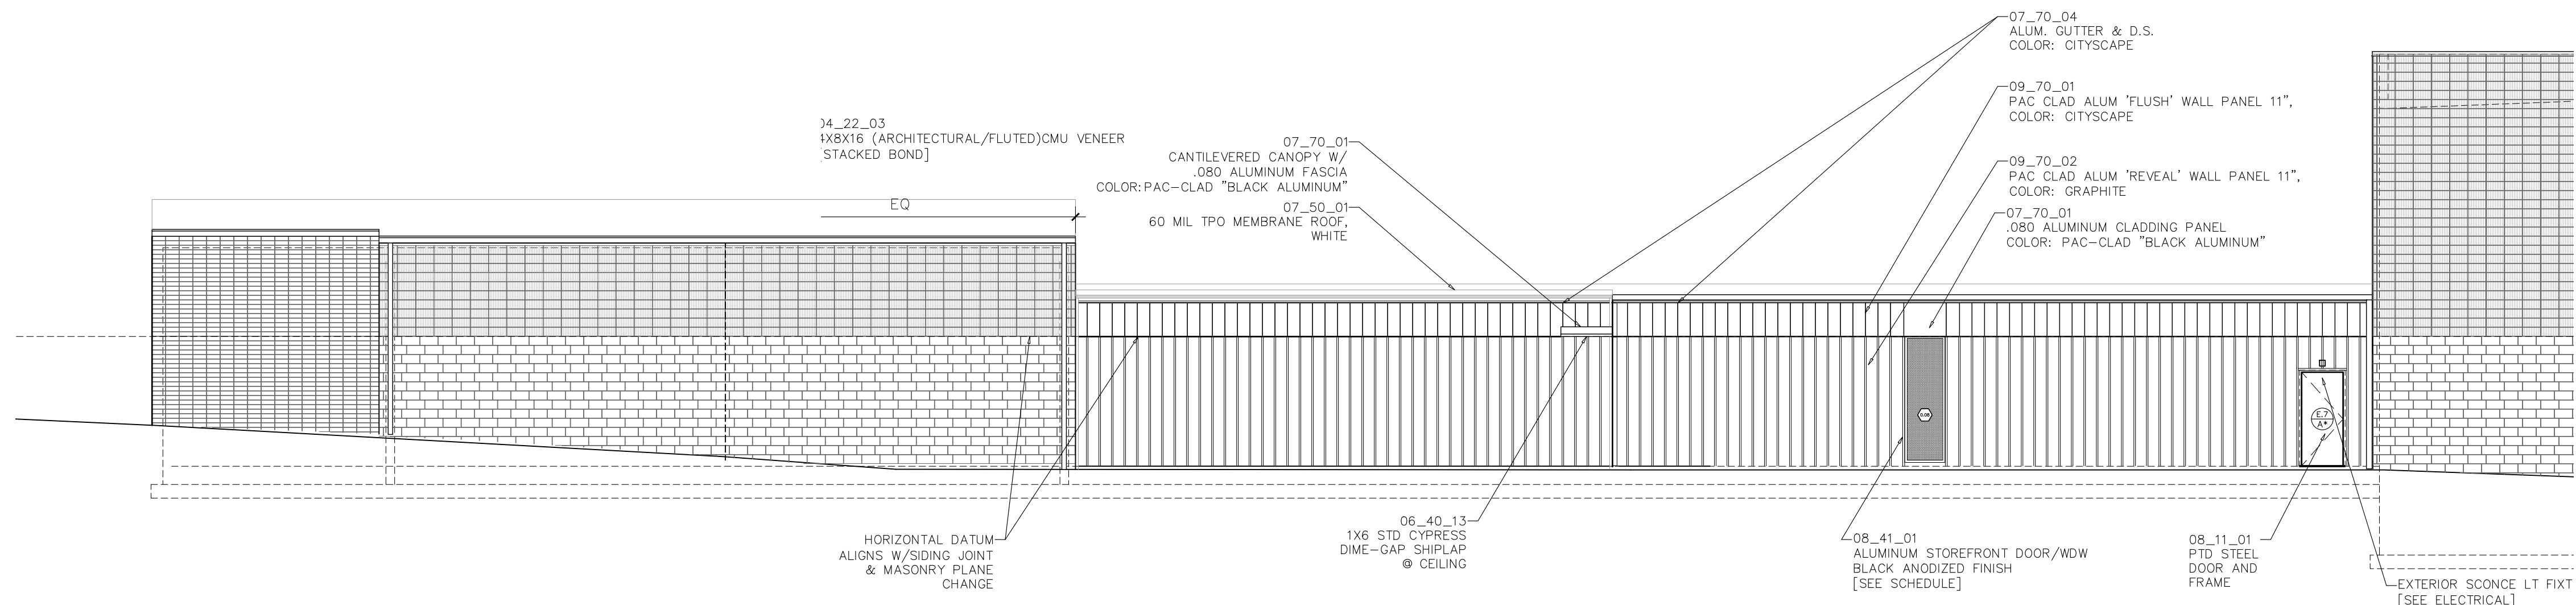 07_70_04
ALUM. GUTTER & D.S.
COLOR: CITYSCAPE
09_70_01
PAC CLAD ALUM 'FLUSH' WALL PANEL 11",
COLOR: CITYSCAPE
04_22_03
4X8X16 (ARCHITECTURAL/FLUTED)CMU VENEER
[STACKED BOND]
07_70_01
CANTILEVERED CANOPY W/
.080 ALUMINUM FASCIA
COLOR:PAC-CLAD "BLACK ALUMINUM"
09_70_02
PAC CLAD ALUM 'REVEAL' WALL PANEL 11",
COLOR: GRAPHITE
EQ
07_50_01
60 MIL TPO MEMBRANE ROOF,
WHITE
07_70_01
.080 ALUMINUM CLADDING PANEL
COLOR: PAC-CLAD "BLACK ALUMINUM"
0.08
E.7
A*
HORIZONTAL DATUM
ALIGNS W/SIDING JOINT
& MASONRY PLANE
CHANGE
06_40_13
1X6 STD CYPRESS
DIME-GAP SHIPLAP
@ CEILING
08_41_01
ALUMINUM STOREFRONT DOOR/WDW
BLACK ANODIZED FINISH
[SEE SCHEDULE]
08_11_01
PTD STEEL
DOOR AND
FRAME
EXTERIOR SCONCE LT FIXT
[SEE ELECTRICAL]